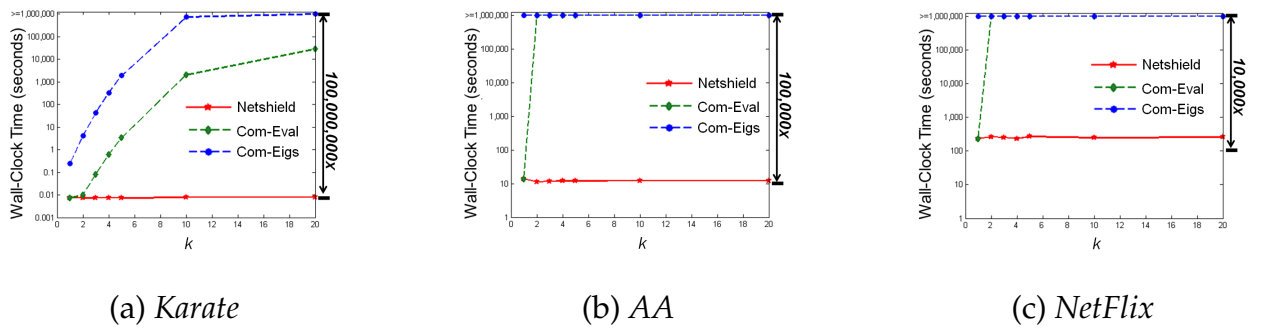 Wall-Clock Time (seconds)
>=1,000,000
100,000
10,000
1,000
100
10
1
0.1
0.01
0.001
0 2 4 6 8 10 12 14 16 18 20
k
Netshield
Com-Eval
Com-Eigs
100,000,000x
(a) Karate
Wall-Clock Time (seconds)
>=1,000,000
100,000
10,000
1,000
100
10
1
0 2 4 6 8 10 12 14 16 18 20
k
Netshield
Com-Eval
Com-Eigs
100,000x
(b) AA
Wall-Clock Time (seconds)
>=1,000,000
100,000
10,000
1,000
100
10
1
0 2 4 6 8 10 12 14 16 18 20
k
Netshield
Com-Eval
Com-Eigs
10,000x
(c) NetFlix